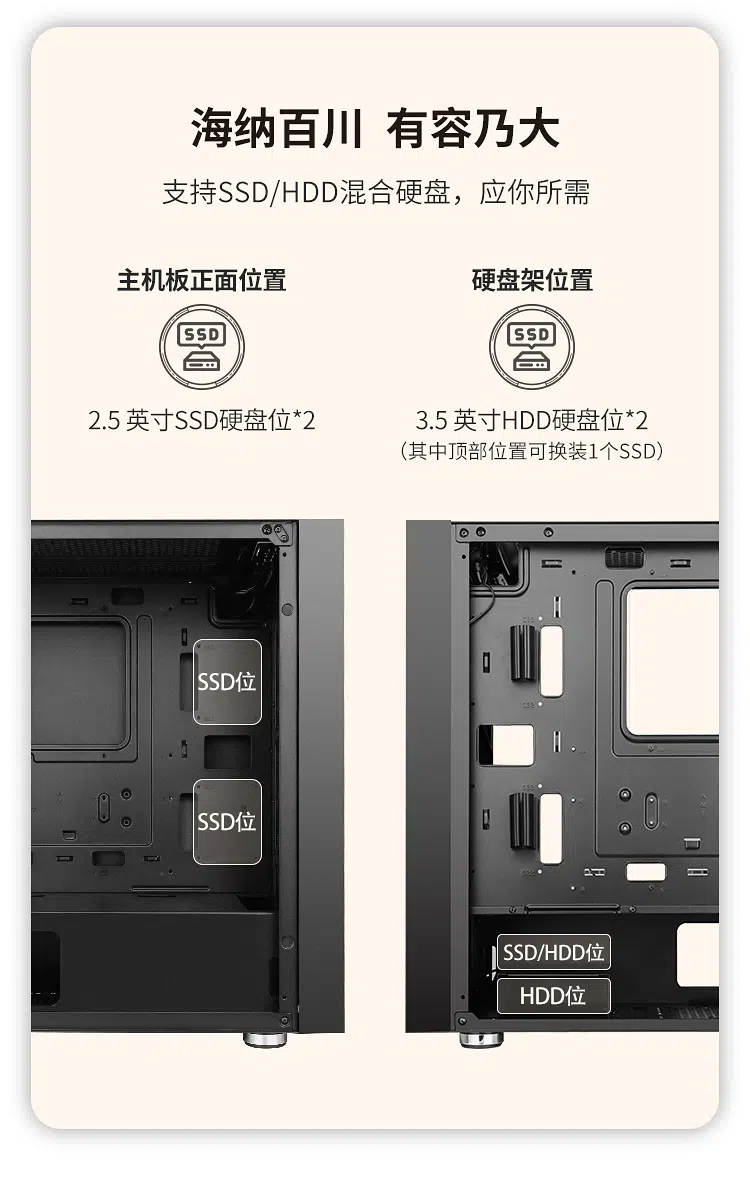 海纳百川 有容乃大
支持SSD/HDD混合硬盘，应你所需
主机板正面位置
SSD
2.5 英寸SSD硬盘位*2
硬盘架位置
SSD
3.5 英寸HDD硬盘位*2
（其中顶部位置可换装1个SSD）
SSD位
SSD位
SSD/HDD位
HDD位